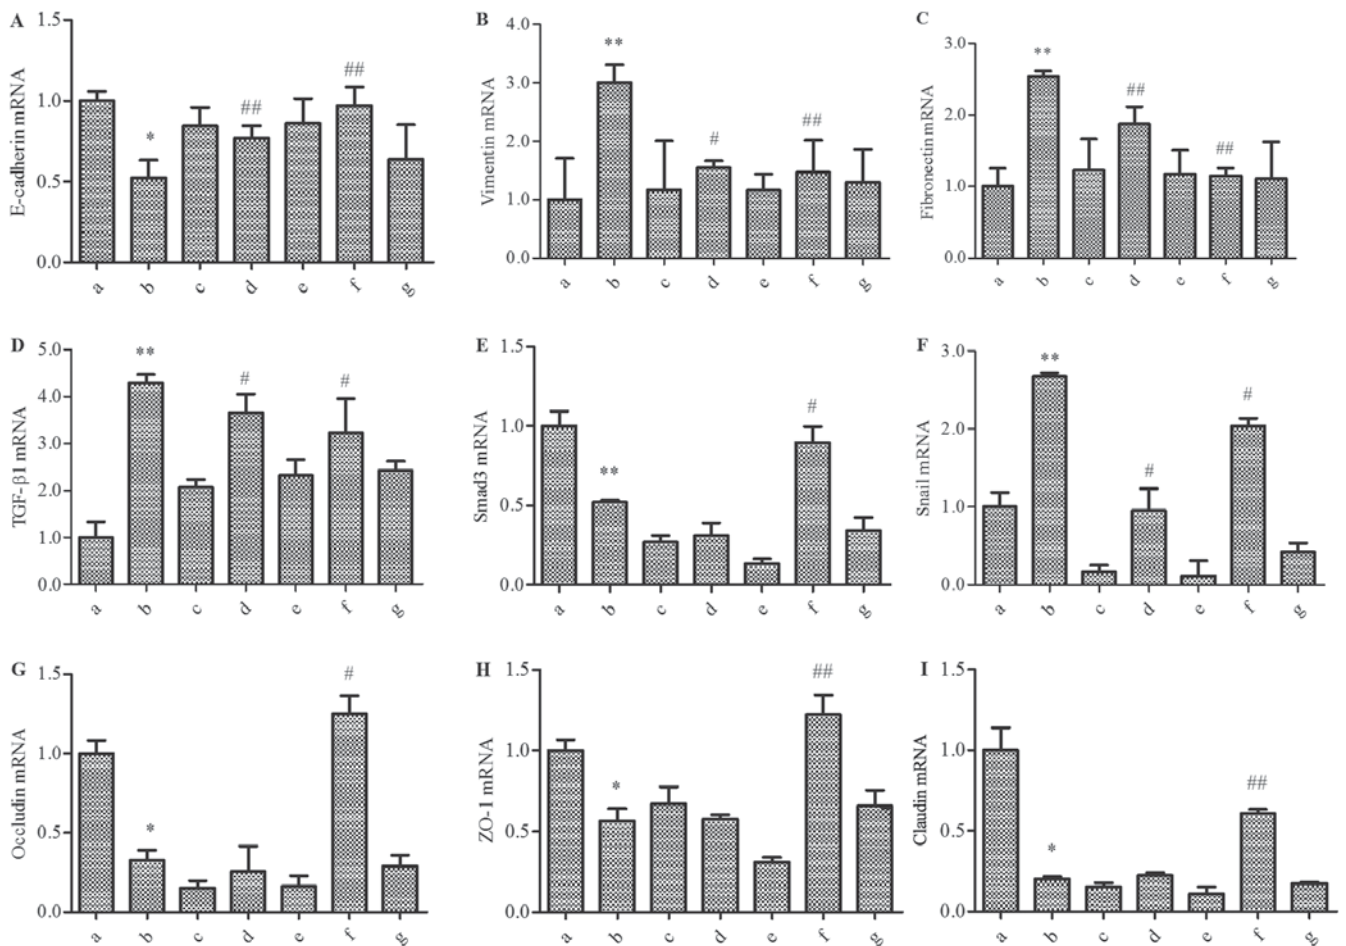 A
E-cadherin mRNA
1.5
1.0
0.5
0.0
*
##
##
a b c d e f g
B
Vimentin mRNA
4.0
3.0
2.0
1.0
0.0
**
#
##
a b c d e f g
C
Fibronectin mRNA
3.0
2.0
1.0
0.0
**
##
##
a b c d e f g
D
TGF-β1 mRNA
5.0
4.0
3.0
2.0
1.0
0.0
**
#
#
a b c d e f g
E
Smad3 mRNA
1.5
1.0
0.5
0.0
**
#
a b c d e f g
F
Snail mRNA
3.0
2.0
1.0
0.0
**
#
#
a b c d e f g
G
Occludin mRNA
1.5
1.0
0.5
0.0
*
#
a b c d e f g
H
ZO-1 mRNA
1.5
1.0
0.5
0.0
*
##
a b c d e f g
I
Claudin mRNA
1.5
1.0
0.5
0.0
*
##
a b c d e f g